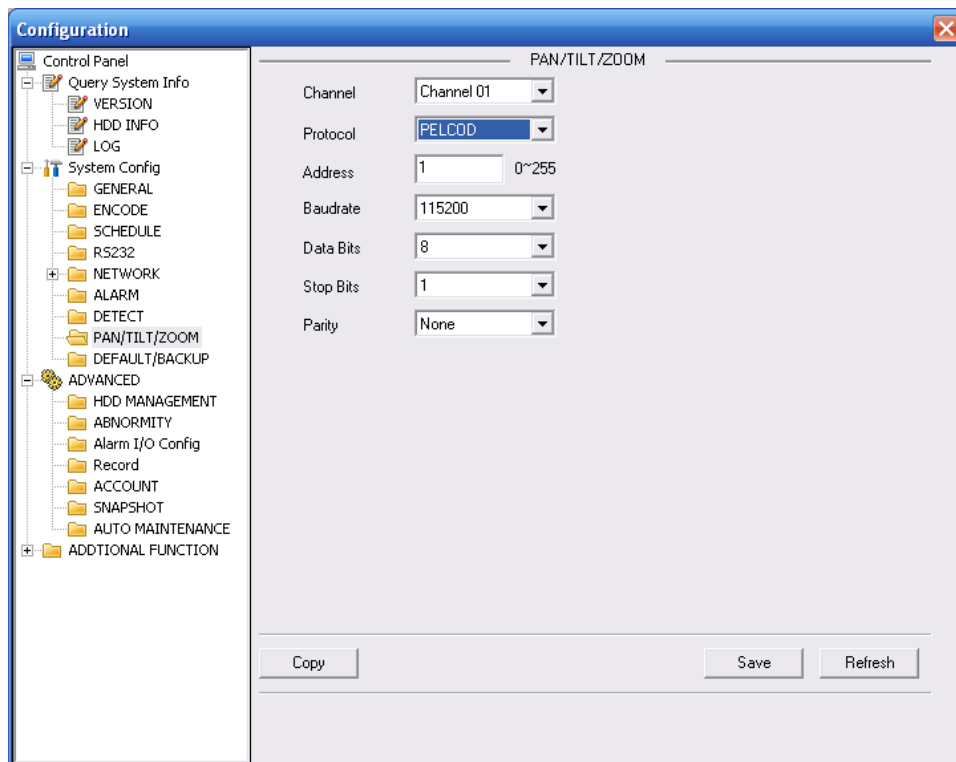 Configuration
Control Panel
Query System Info
VERSION
HDD INFO
LOG
System Config
GENERAL
ENCODE
SCHEDULE
RS232
NETWORK
ALARM
DETECT
PAN/TILT/ZOOM
DEFAULT/BACKUP
ADVANCED
HDD MANAGEMENT
ABNORMITY
Alarm I/O Config
Record
ACCOUNT
SNAPSHOT
AUTO MAINTENANCE
ADDTIONAL FUNCTION
PAN/TILT/ZOOM
Channel Channel 01
Protocol PELCOD
Address 1 0~255
Baudrate 115200
Data Bits 8
Stop Bits 1
Parity None
Copy Save Refresh